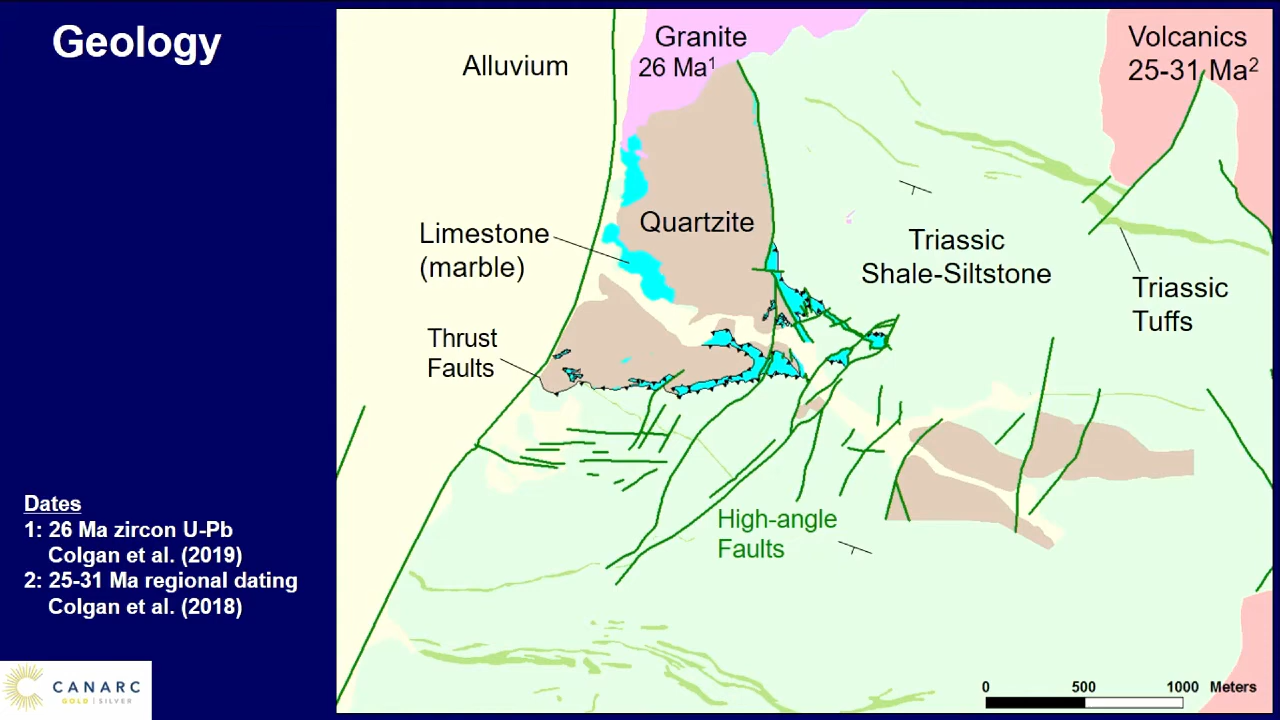 Geology
Alluvium
Granite
26 Ma¹
Volcanics
25-31 Ma²
Quartzite
Limestone
(marble)
Triassic
Shale-Siltstone
Triassic
Tuffs
Thrust
Faults
High-angle
Faults
Dates
1: 26 Ma zircon U-Pb
Colgan et al. (2019)
2: 25-31 Ma regional dating
Colgan et al. (2018)
CANARC
GOLD | SILVER
0 500 1000 Meters